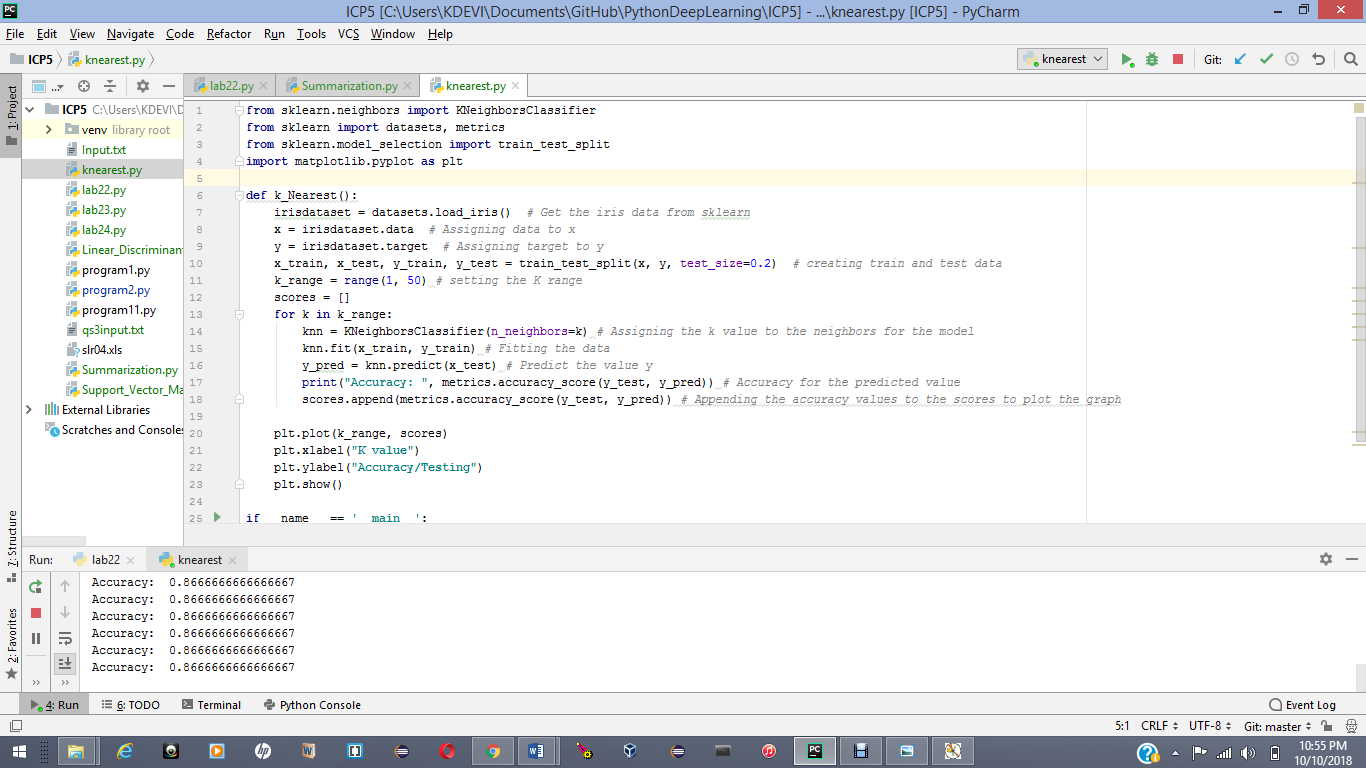 ICP5 [C:\Users\KDEVI\Documents\GitHub\PythonDeepLearning\ICP5] - ...\knearest.py [ICP5] - PyCharm
File Edit View Navigate Code Refactor Run Tools VCS Window Help
ICP5 knearest.py knearest Git:
1: Project
lab22.py Summarization.py knearest.py
ICP5 C:\Users\KDEVI\D
venv library root
Input.txt
knearest.py
lab22.py
lab23.py
lab24.py
Linear_Discriminan
program1.py
program2.py
program11.py
qs3input.txt
slr04.xls
Summarization.py
Support_Vector_Ma
External Libraries
Scratches and Consoles
1 from sklearn.neighbors import KNeighborsClassifier
2 from sklearn import datasets, metrics
3 from sklearn.model_selection import train_test_split
4 import matplotlib.pyplot as plt
5
6 def k_Nearest():
7 irisdataset = datasets.load_iris() # Get the iris data from sklearn
8 x = irisdataset.data # Assigning data to x
9 y = irisdataset.target # Assigning target to y
10 x_train, x_test, y_train, y_test = train_test_split(x, y, test_size=0.2) # creating train and test data
11 k_range = range(1, 50) # setting the K range
12 scores = []
13 for k in k_range:
14 knn = KNeighborsClassifier(n_neighbors=k) # Assigning the k value to the neighbors for the model
15 knn.fit(x_train, y_train) # Fitting the data
16 y_pred = knn.predict(x_test) # Predict the value y
17 print("Accuracy: ", metrics.accuracy_score(y_test, y_pred)) # Accuracy for the predicted value
18 scores.append(metrics.accuracy_score(y_test, y_pred)) # Appending the accuracy values to the scores to plot the graph
19
20 plt.plot(k_range, scores)
21 plt.xlabel("K value")
22 plt.ylabel("Accuracy/Testing")
23 plt.show()
24
25 if __name__ == '__main__':
7: Structure
2: Favorites
Run: lab22 knearest
Accuracy: 0.8666666666666667
Accuracy: 0.8666666666666667
Accuracy: 0.8666666666666667
Accuracy: 0.8666666666666667
Accuracy: 0.8666666666666667
Accuracy: 0.8666666666666667
4: Run 6: TODO Terminal Python Console Event Log
5:1 CRLF UTF-8 Git: master
10:55 PM
10/10/2018